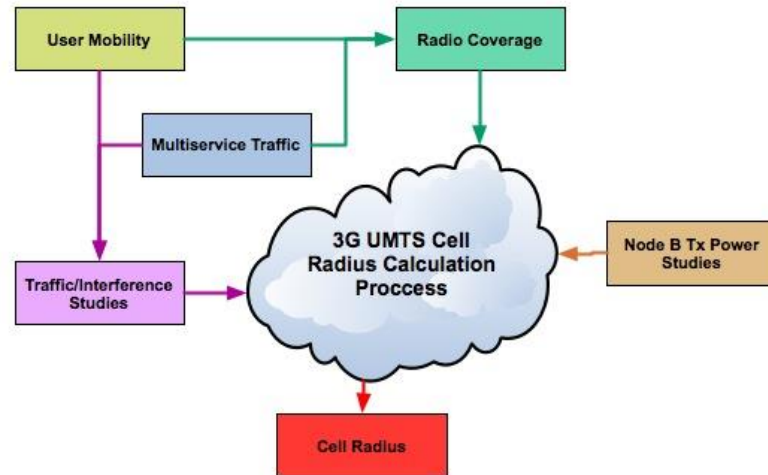 User Mobility
Radio Coverage
Multiservice Traffic
3G UMTS Cell
Radius Calculation
Proccess
Node B Tx Power
Studies
Traffic/Interference
Studies
Cell Radius